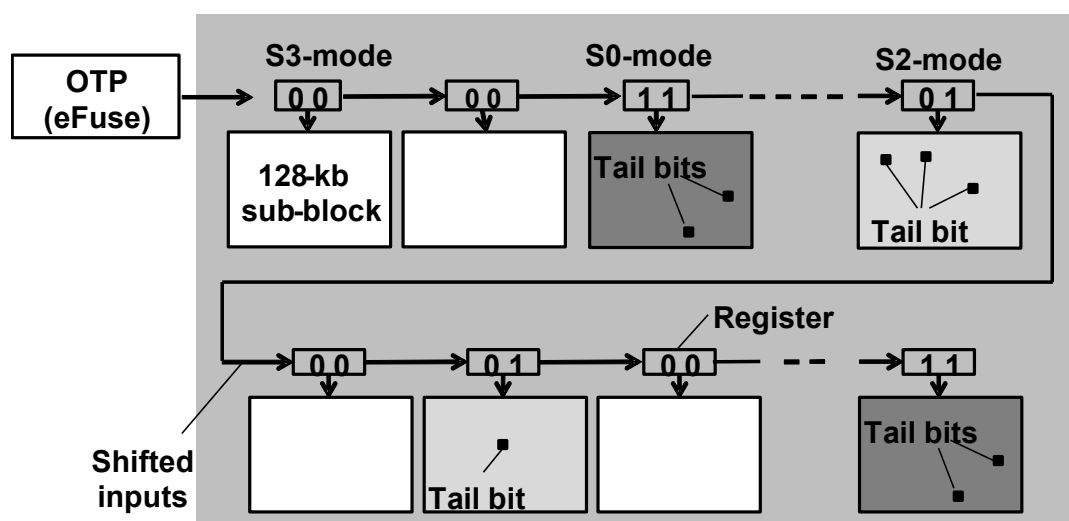 OTP
(eFuse)
S3-mode
S0-mode
S2-mode
0 0
0 0
1 1
0 1
128-kb
sub-block
Tail bits
Tail bit
Register
0 0
0 1
0 0
1 1
Shifted
inputs
Tail bit
Tail bits